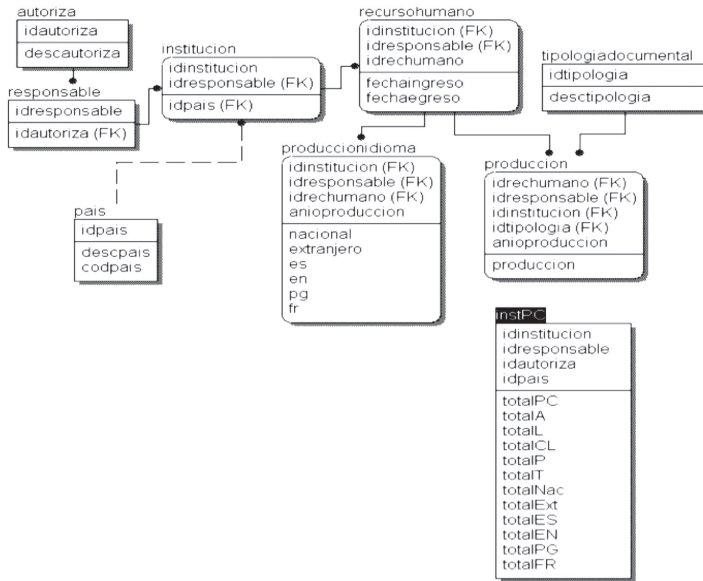 autoriza
idautoriza
descautoriza
responsable
idresponsable
idautoriza (FK)
institucion
idinstitucion
idresponsable (FK)
idpais (FK)
recursohumano
idinstitucion (FK)
idresponsable (FK)
idrechumano
fechaingreso
fechaegreso
tipologiadocumental
idtipologia
desctipologia
pais
idpais
descpais
codpais
produccionidioma
idinstitucion (FK)
idresponsable (FK)
idrechumano (FK)
anioproduccion
nacional
extranjero
es
en
pg
fr
produccion
idrechumano (FK)
idresponsable (FK)
idinstitucion (FK)
idtipologia (FK)
anioproduccion
produccion
instPC
idinstitucion
idresponsable
idautoriza
idpais
totalPC
totalA
totalL
totalCL
totalP
totalT
totalNac
totalExt
totalES
totalEN
totalPG
totalFR